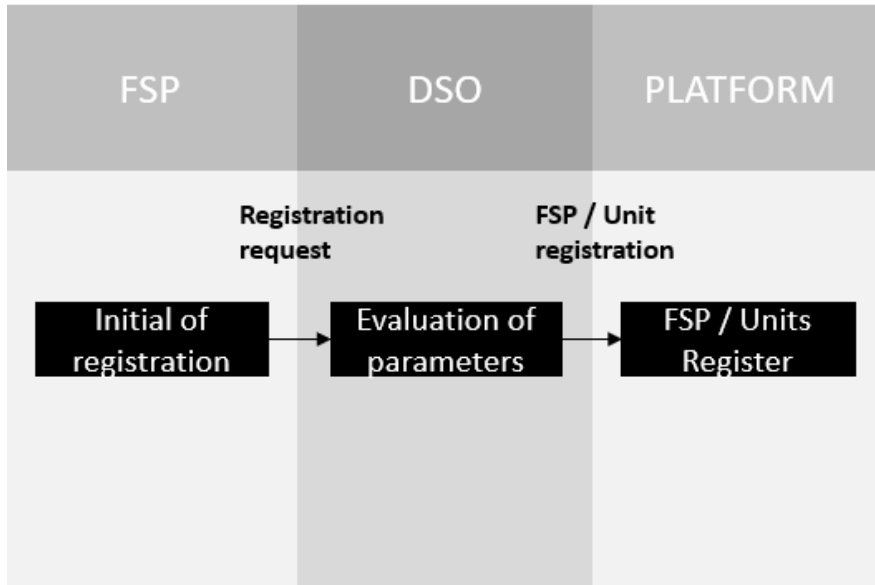 FSP
DSO
PLATFORM
Registration
request
FSP / Unit
registration
Initial of
registration
Evaluation of
parameters
FSP / Units
Register